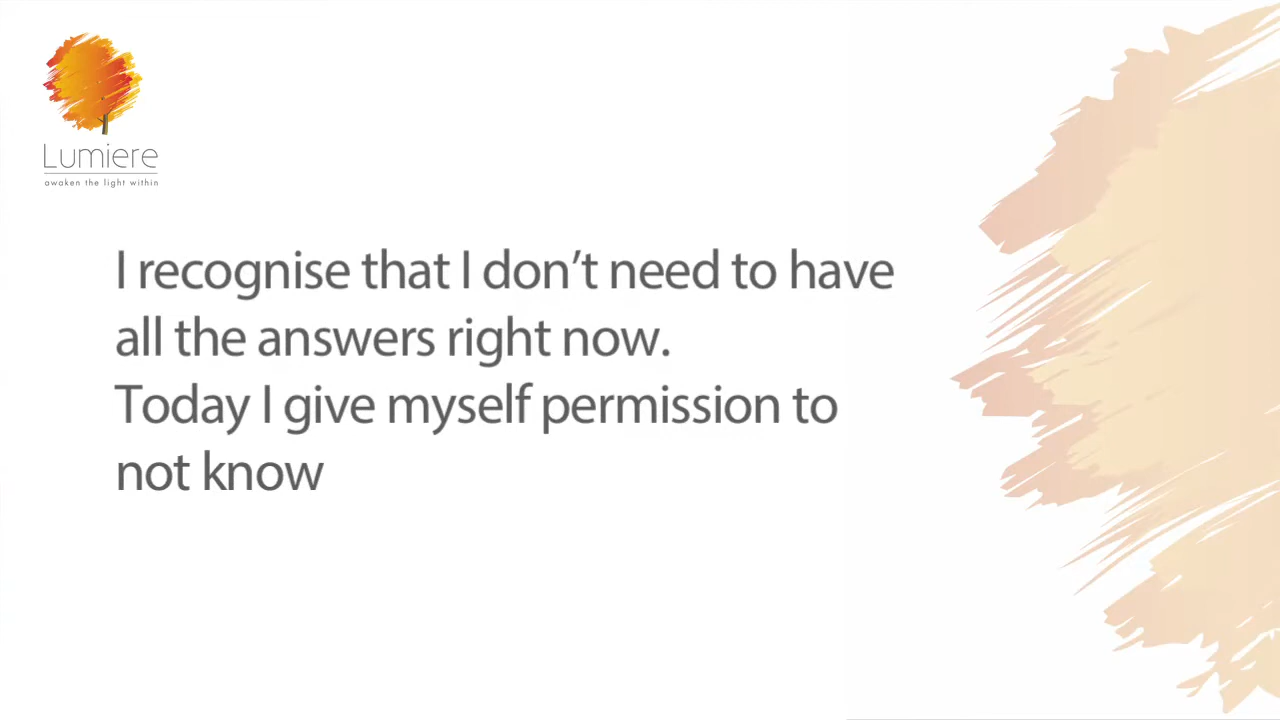 Lumiere
awaken the light within
I recognise that I don’t need to have
all the answers right now.
Today I give myself permission to
not know